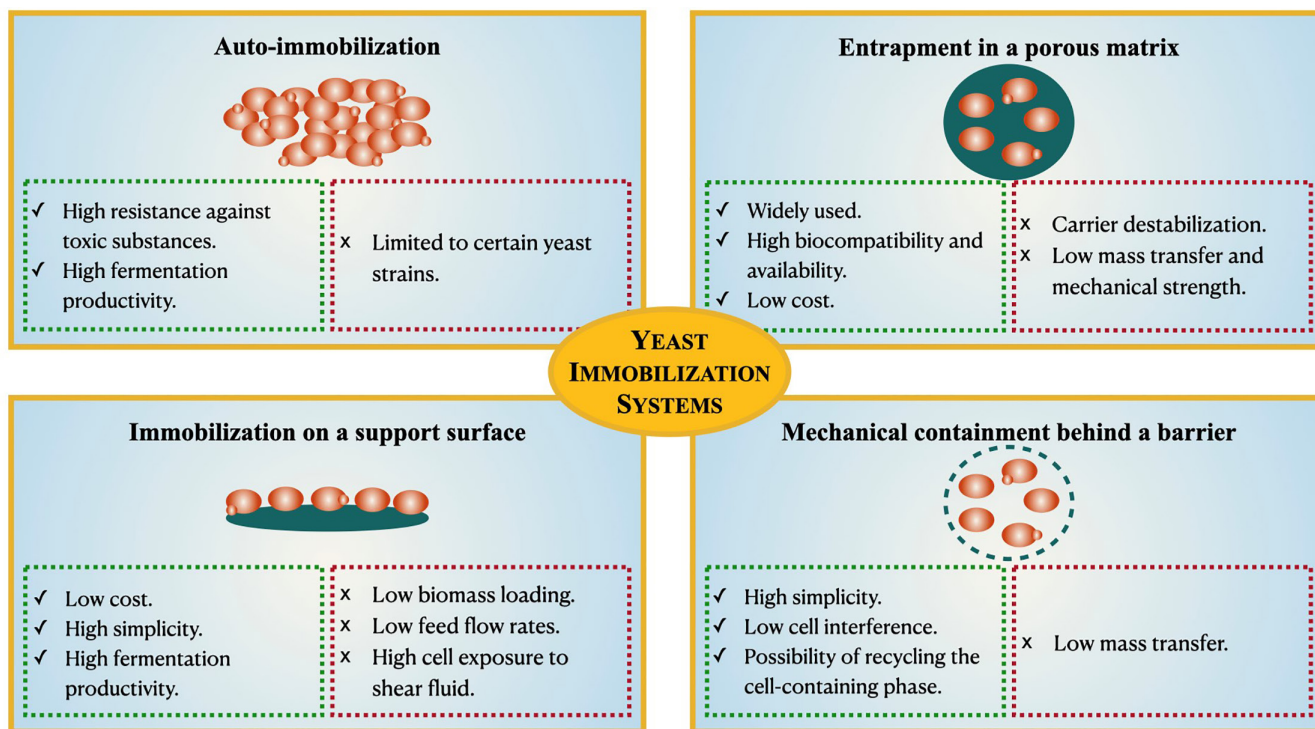 Auto-immobilization
✓ High resistance against
toxic substances.
✓ High fermentation
productivity.
x Limited to certain yeast
strains.
Entrapment in a porous matrix
✓ Widely used.
✓ High biocompatibility and
availability.
✓ Low cost.
x Carrier destabilization.
x Low mass transfer and
mechanical strength.
YEAST
IMMOBILIZATION
SYSTEMS
Immobilization on a support surface
✓ Low cost.
✓ High simplicity.
✓ High fermentation
productivity.
x Low biomass loading.
x Low feed flow rates.
x High cell exposure to
shear fluid.
Mechanical containment behind a barrier
✓ High simplicity.
✓ Low cell interference.
✓ Possibility of recycling the
cell-containing phase.
x Low mass transfer.